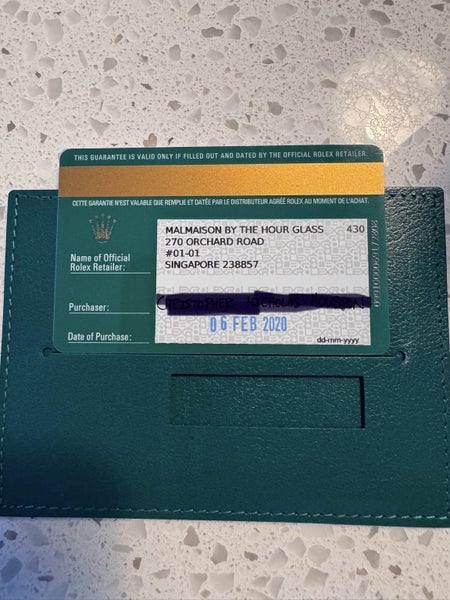 THIS GUARANTEE IS VALID ONLY IF FILLED OUT AND DATED BY THE OFFICIAL ROLEX RETAILER.
CETTE GARANTIE N'EST VALABLE QUE REMPLIE ET DATÉE PAR LE DISTRIBUTEUR AGRÉÉ ROLEX AU MOMENT DE L'ACHAT.
MALMAISON BY THE HOUR GLASS 430
270 ORCHARD ROAD
#01-01
SINGAPORE 238857
Name of Official
Rolex Retailer:
Purchaser:
Date of Purchase:
06 FEB 2020
dd-mm-yyyy